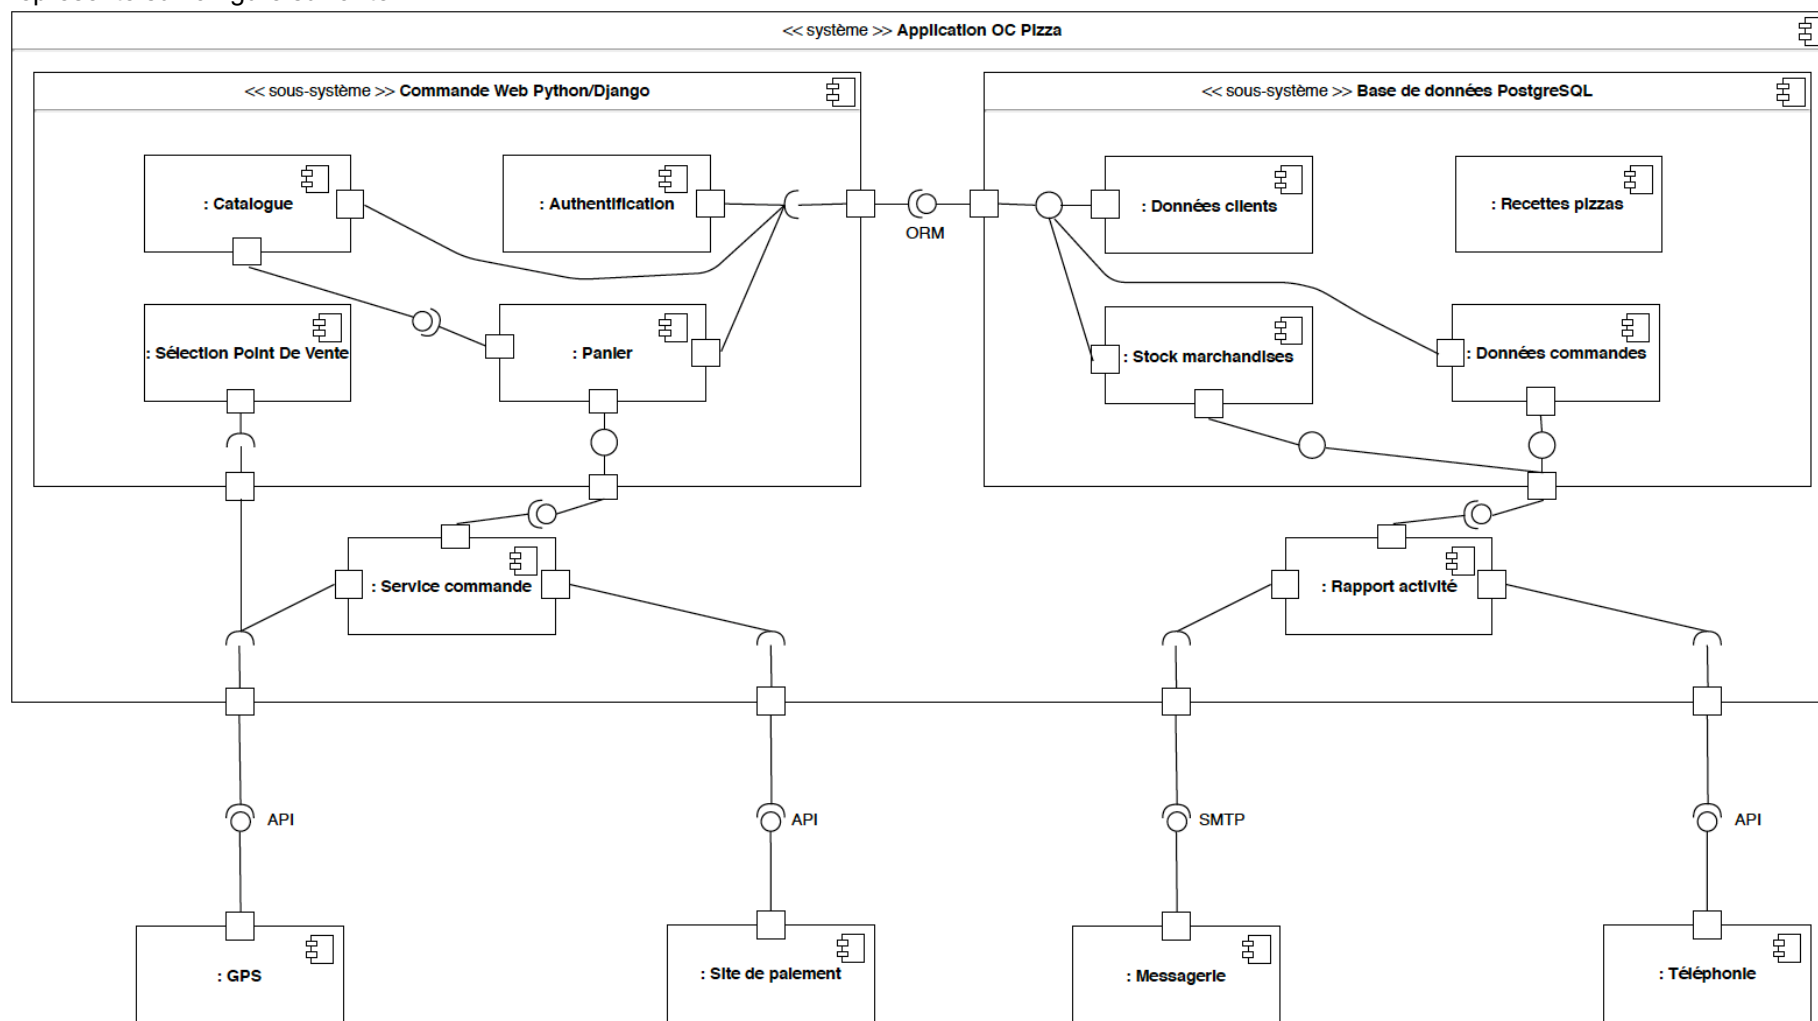 << système >> Application OC Pizza
<< sous-système >> Commande Web Python/Django
<< sous-système >> Base de données PostgreSQL
: Catalogue
: Authentification
: Données clients
: Recettes pizzas
ORM
: Sélection Point De Vente
: Panier
: Stock marchandises
: Données commandes
: Service commande
: Rapport activité
API
API
SMTP
API
: GPS
: Site de paiement
: Messagerie
: Téléphonie